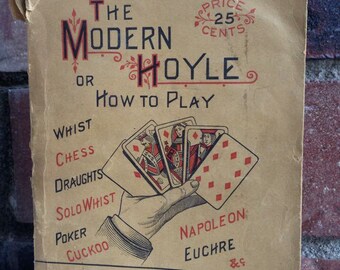 THE
PRICE
25
CENTS
MODERN
HOYLE
OR
HOW TO PLAY
WHIST
CHESS
DRAUGHTS
SOLO WHIST
POKER
CUCKOO
NAPOLEON
EUCHRE
&c